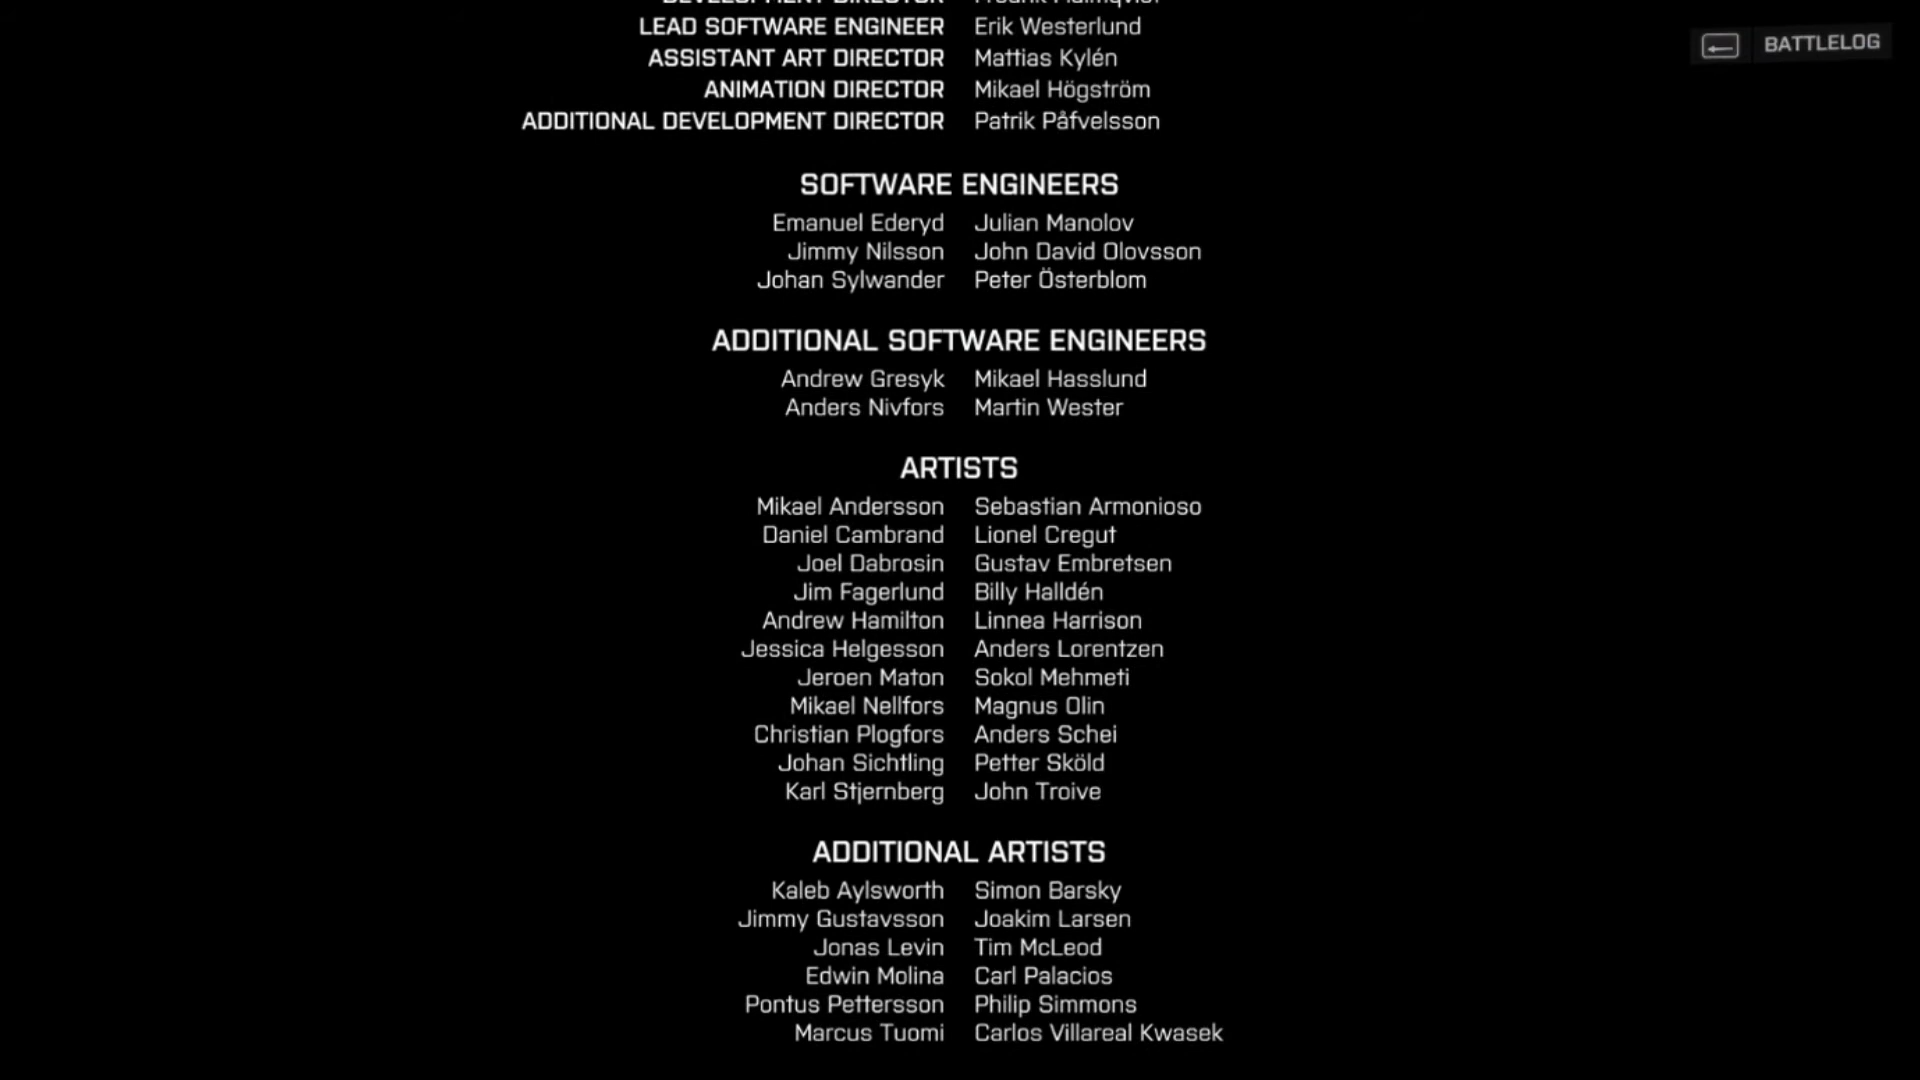 DEVELOPMENT DIRECTOR Fredrik Malmqvist
LEAD SOFTWARE ENGINEER Erik Westerlund
ASSISTANT ART DIRECTOR Mattias Kylén
ANIMATION DIRECTOR Mikael Högström
ADDITIONAL DEVELOPMENT DIRECTOR Patrik Påfvelsson
BATTLELOG
SOFTWARE ENGINEERS
Emanuel Ederyd Julian Manolov
Jimmy Nilsson John David Olovsson
Johan Sylwander Peter Österblom
ADDITIONAL SOFTWARE ENGINEERS
Andrew Gresyk Mikael Hasslund
Anders Nivfors Martin Wester
ARTISTS
Mikael Andersson Sebastian Armonioso
Daniel Cambrand Lionel Cregut
Joel Dabrosin Gustav Embretsen
Jim Fagerlund Billy Halldén
Andrew Hamilton Linnea Harrison
Jessica Helgesson Anders Lorentzen
Jeroen Maton Sokol Mehmeti
Mikael Nellfors Magnus Olin
Christian Plogfors Anders Schei
Johan Sichtling Petter Sköld
Karl Stjernberg John Troive
ADDITIONAL ARTISTS
Kaleb Aylsworth Simon Barsky
Jimmy Gustavsson Joakim Larsen
Jonas Levin Tim McLeod
Edwin Molina Carl Palacios
Pontus Pettersson Philip Simmons
Marcus Tuomi Carlos Villareal Kwasek